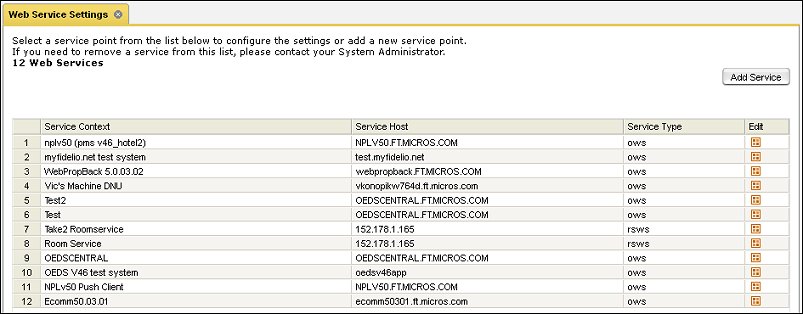 Web Service Settings
Select a service point from the list below to configure the settings or add a new service point.
If you need to remove a service from this list, please contact your System Administrator.
12 Web Services
Add Service
Service Context Service Host Service Type Edit
1 nplv50 (pms v46_hotel2) NPLV50.FT.MICROS.COM ows
2 myfidelio.net test system test.myfidelio.net ows
3 WebPropBack 5.0.03.02 webpropback.FT.MICROS.COM ows
4 Vic's Machine DNU vkonopikw764d.ft.micros.com ows
5 Test2 OEDSCENTRAL.FT.MICROS.COM ows
6 Test OEDSCENTRAL.FT.MICROS.COM ows
7 Take2 Roomservice 152.178.1.165 rsws
8 Room Service 152.178.1.165 rsws
9 OEDSCENTRAL OEDSCENTRAL.FT.MICROS.COM ows
10 OEDS V46 test system oedsv46app ows
11 NPLv50 Push Client NPLV50.FT.MICROS.COM ows
12 Ecomm50.03.01 ecomm50301.ft.micros.com ows